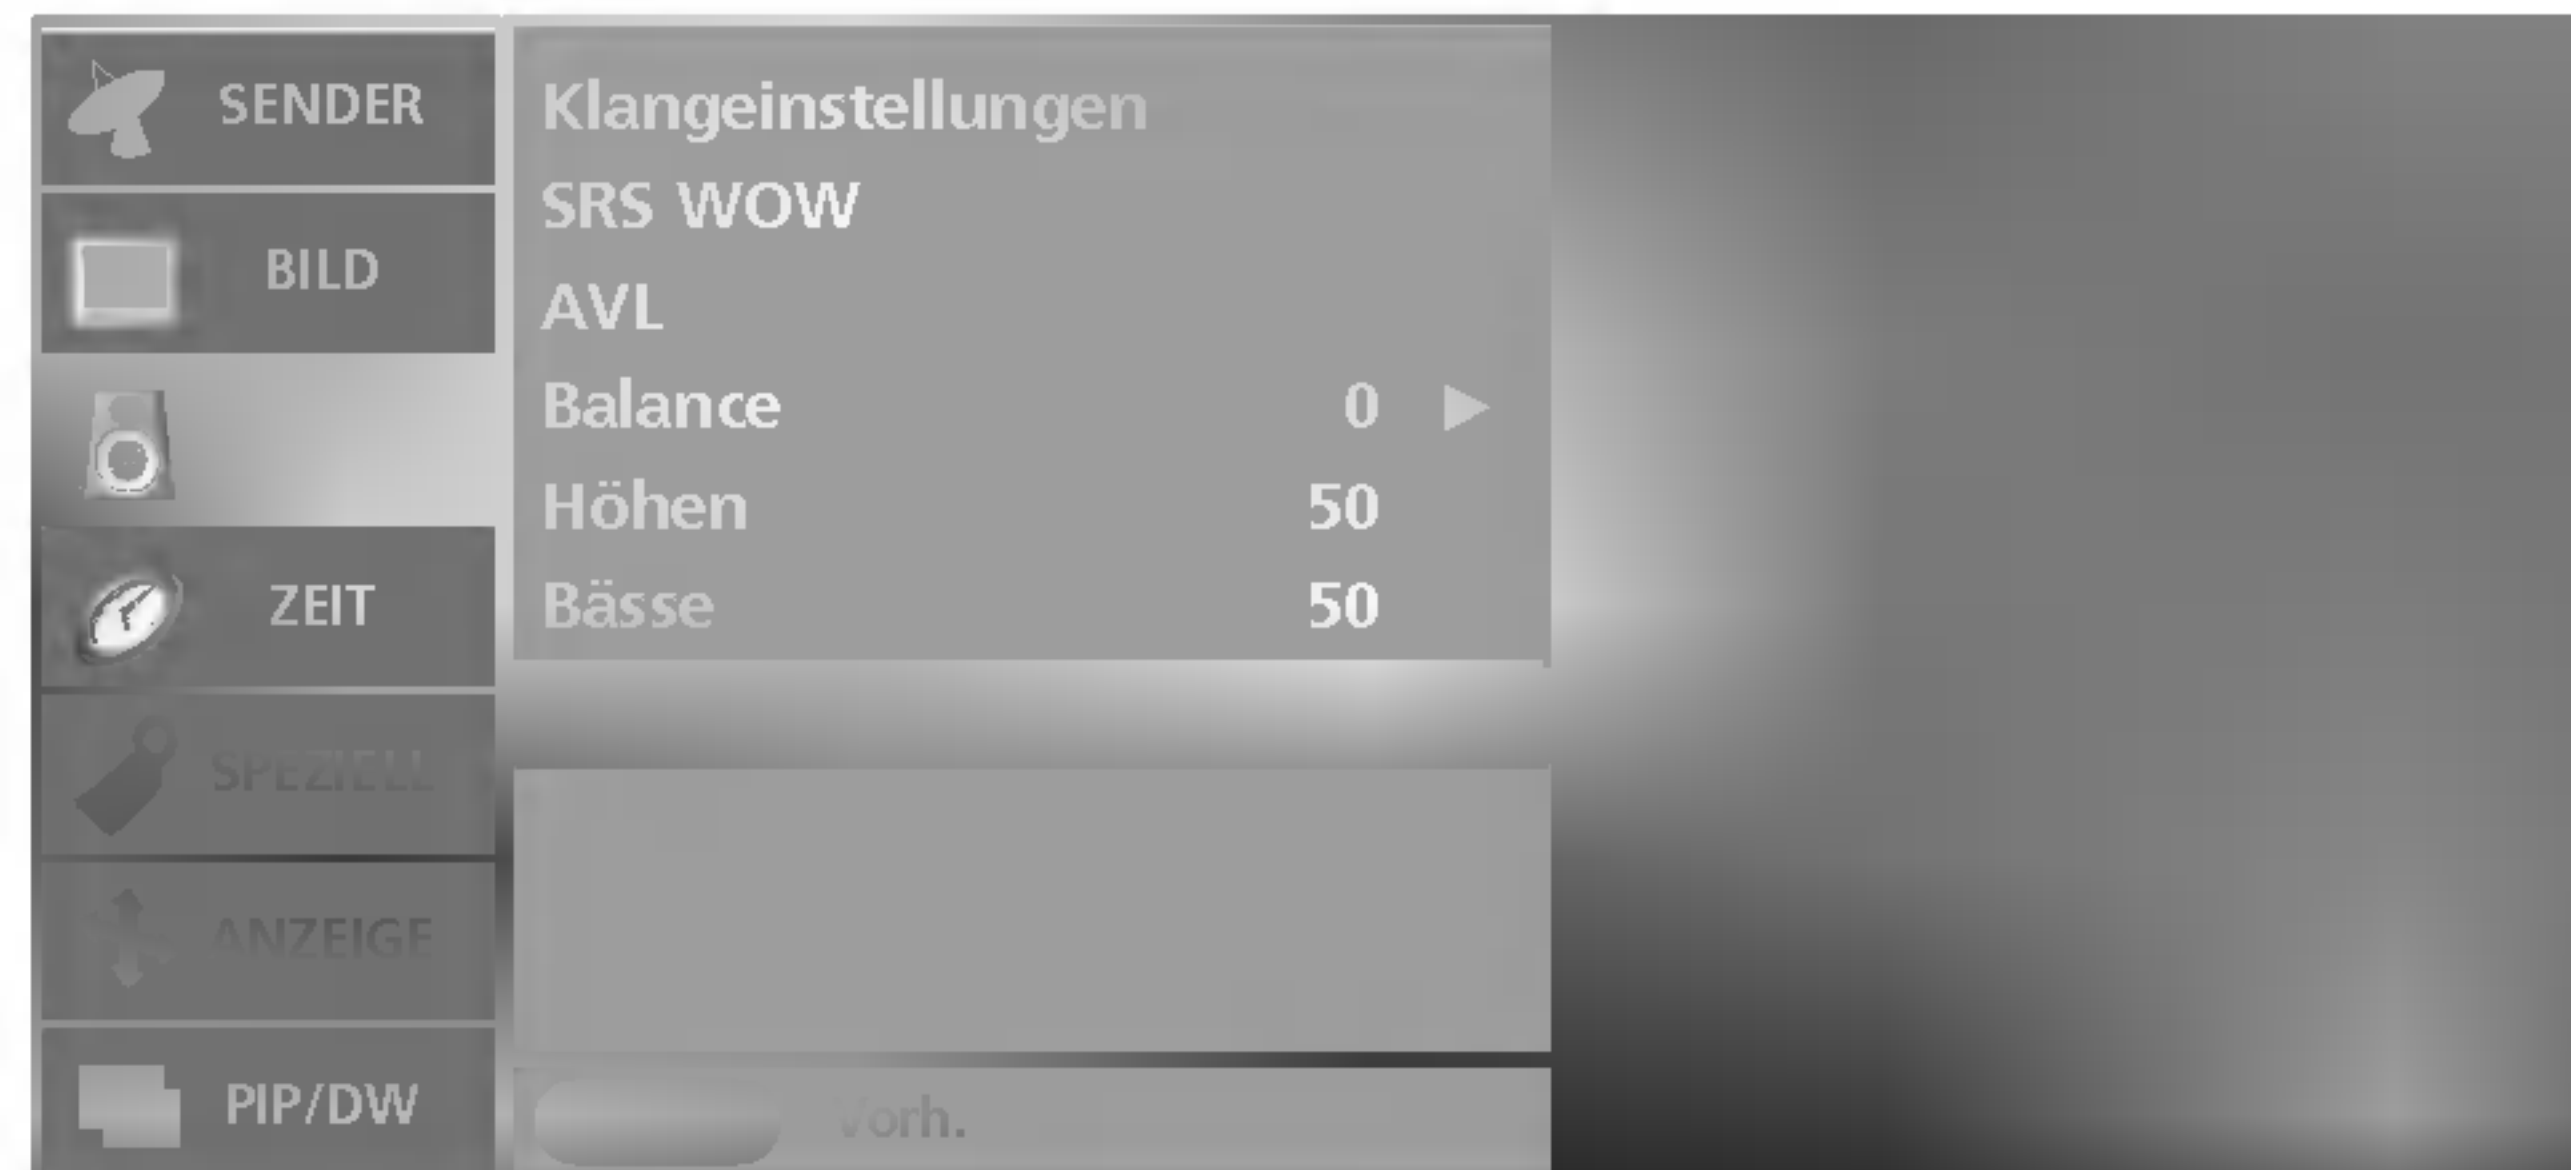 SENDER
BILD
ZEIT
SPEZIELL
ANZEIGE
PIP/DW
Klangeinstellungen
SRS WOW
AVL
Balance 0
Höhen 50
Bässe 50
Vorh.